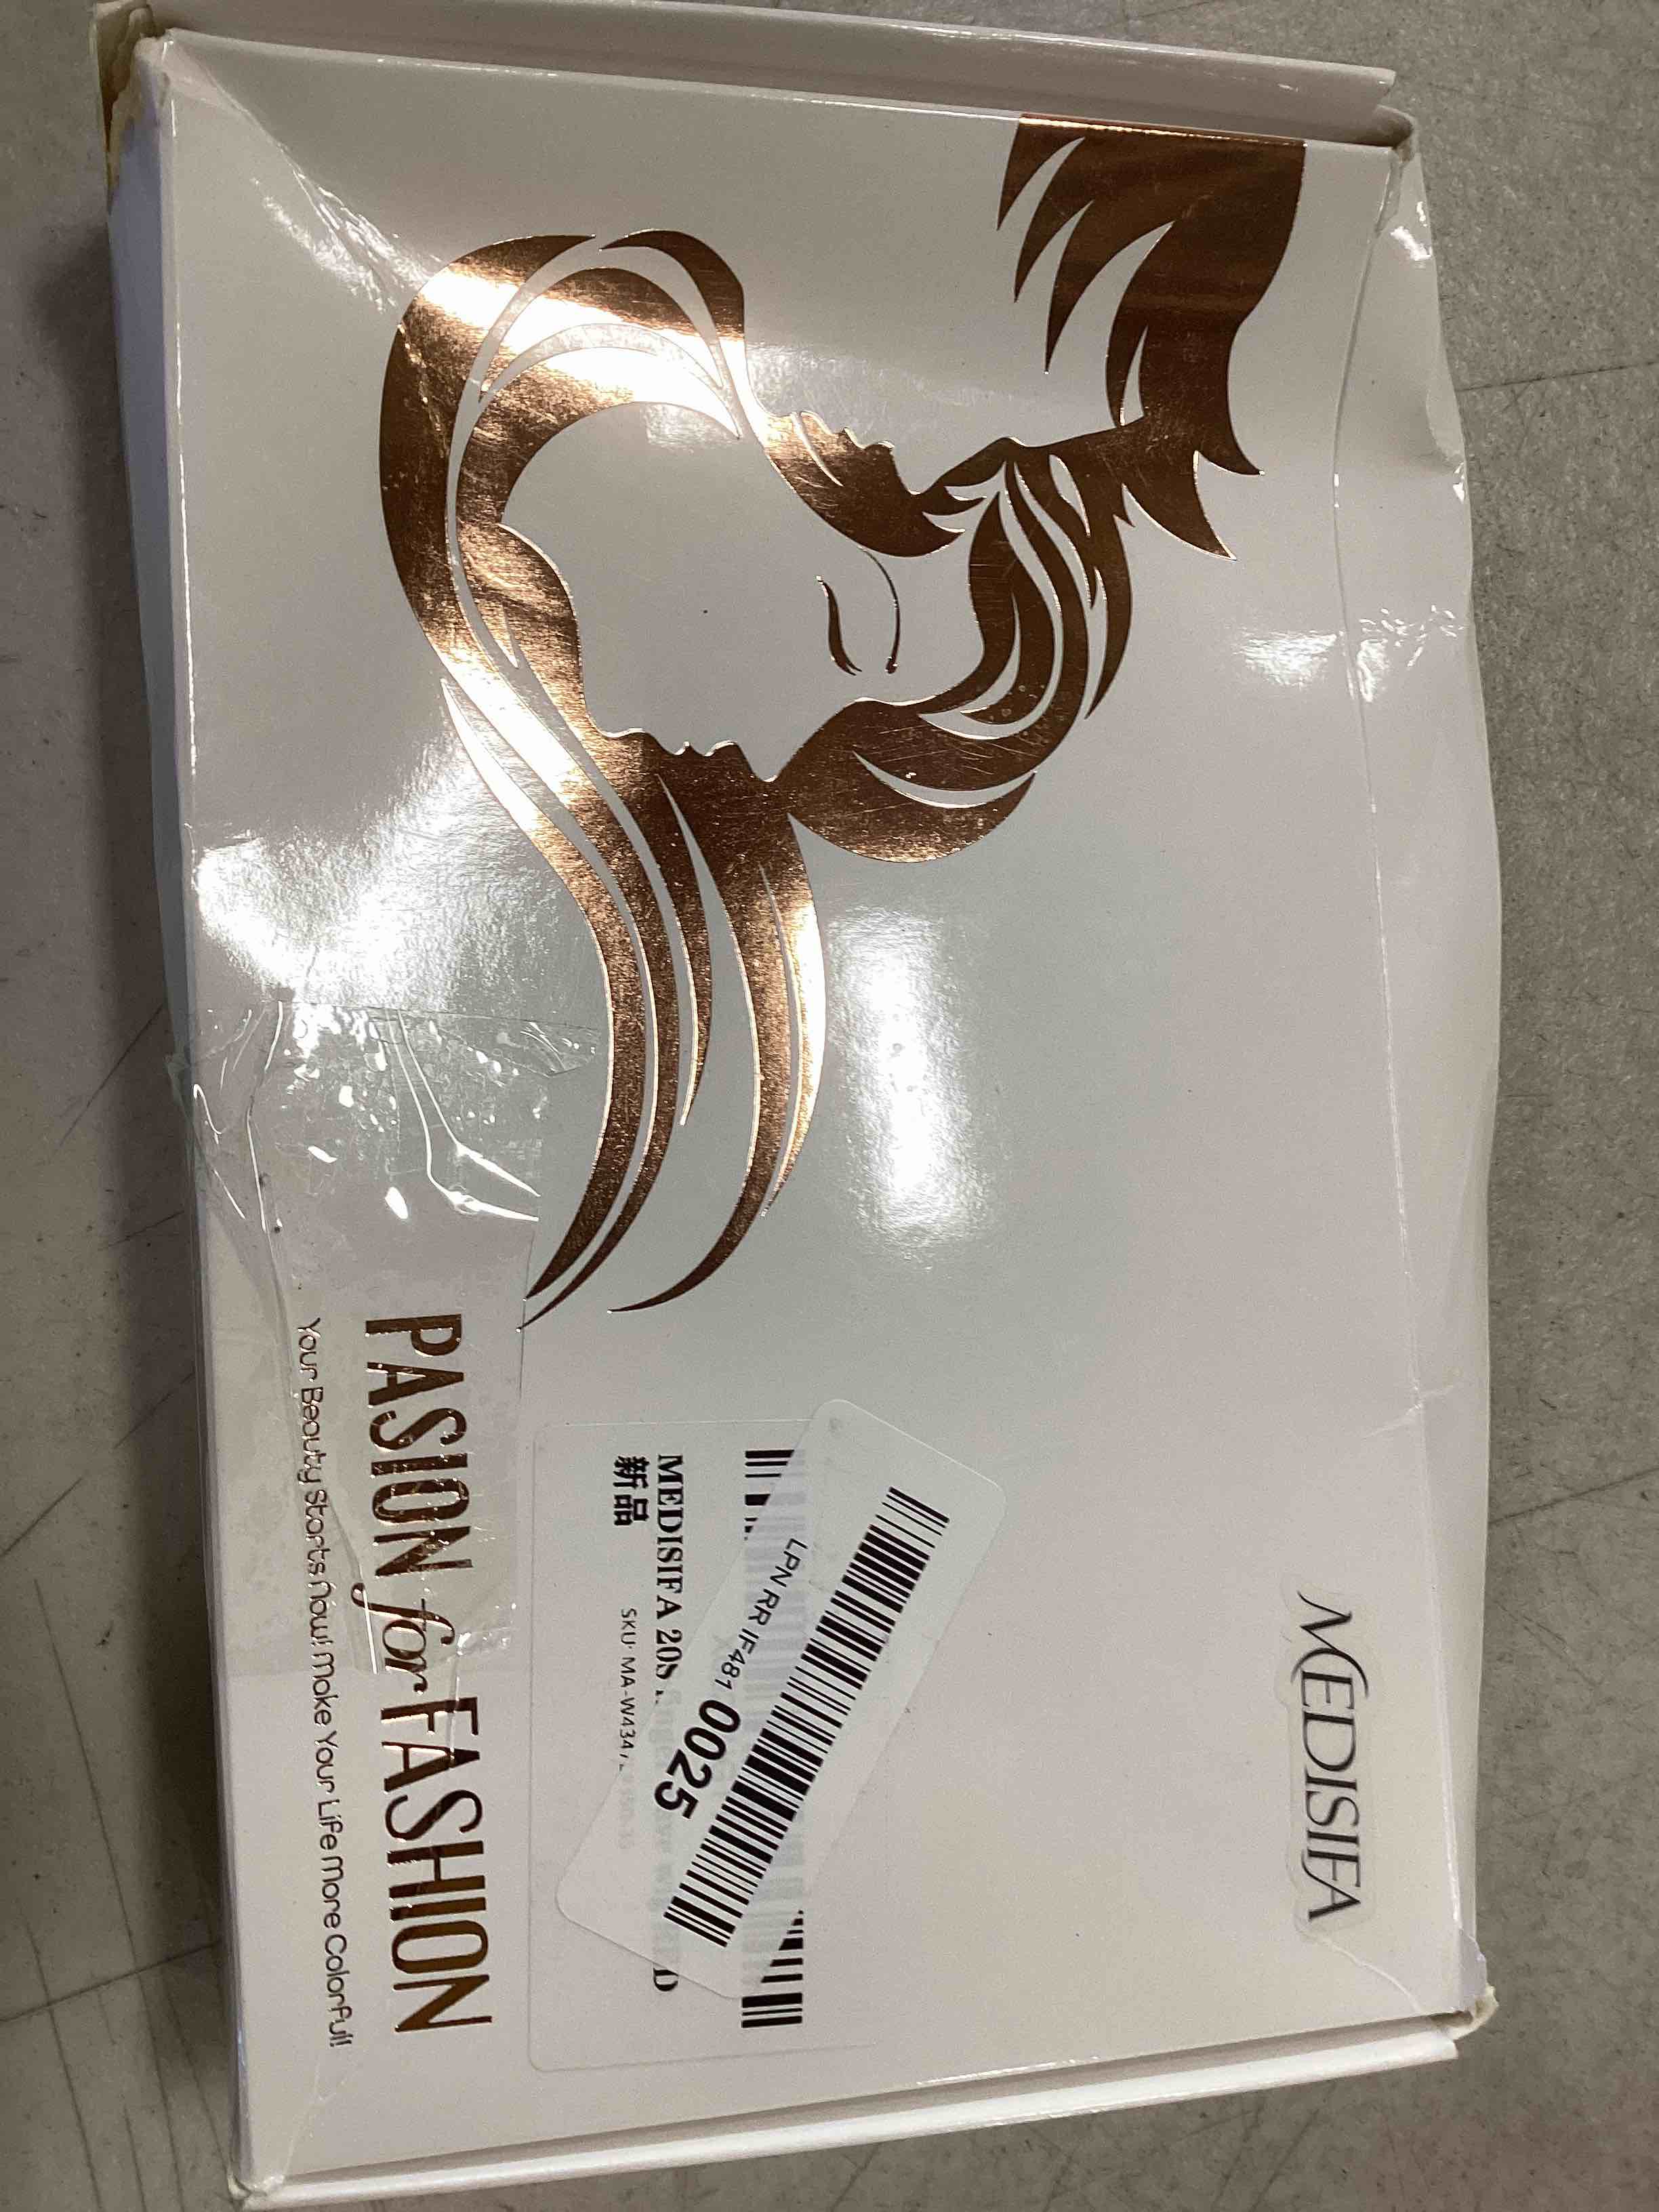 MEDISIFA
LPN RR IF481 0025
MEDISIFA 20S
新品
SKU: MA-W434
PASION for FASHION
Your Beauty Starts Now! Make Your Life More Colorful!